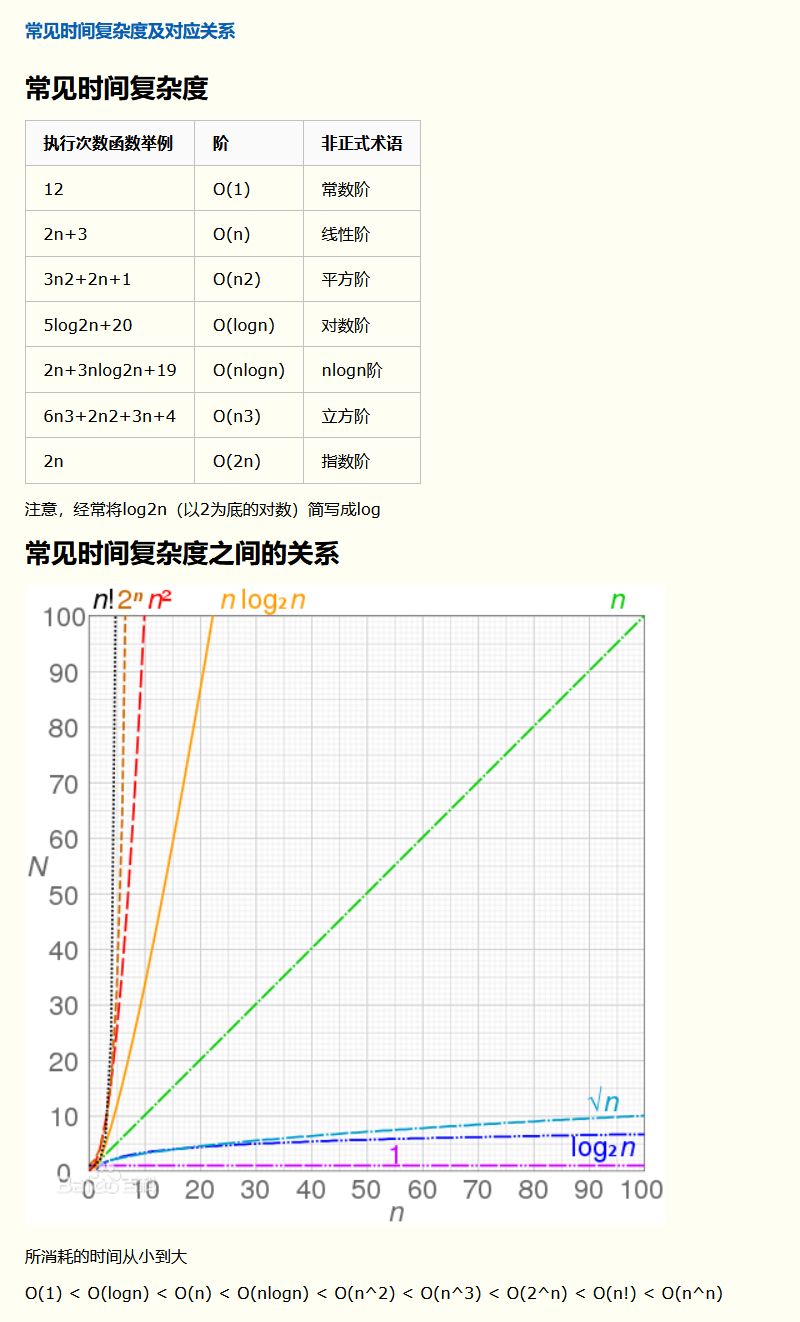 常见时间复杂度及对应关系
常见时间复杂度
执行次数函数举例 阶 非正式术语
12 O(1) 常数阶
2n+3 O(n) 线性阶
3n2+2n+1 O(n2) 平方阶
5log2n+20 O(logn) 对数阶
2n+3nlog2n+19 O(nlogn) nlogn阶
6n3+2n2+3n+4 O(n3) 立方阶
2n O(2n) 指数阶
注意，经常将log2n（以2为底的对数）简写成log
常见时间复杂度之间的关系
n! 2ⁿ n² n log₂ n n
100
90
80
70
60
N
50
40
30
20
10
√n
log₂ n
1
0
0 10 20 30 40 50 60 70 80 90 100
n
所消耗的时间从小到大
O(1) < O(logn) < O(n) < O(nlogn) < O(n^2) < O(n^3) < O(2^n) < O(n!) < O(n^n)